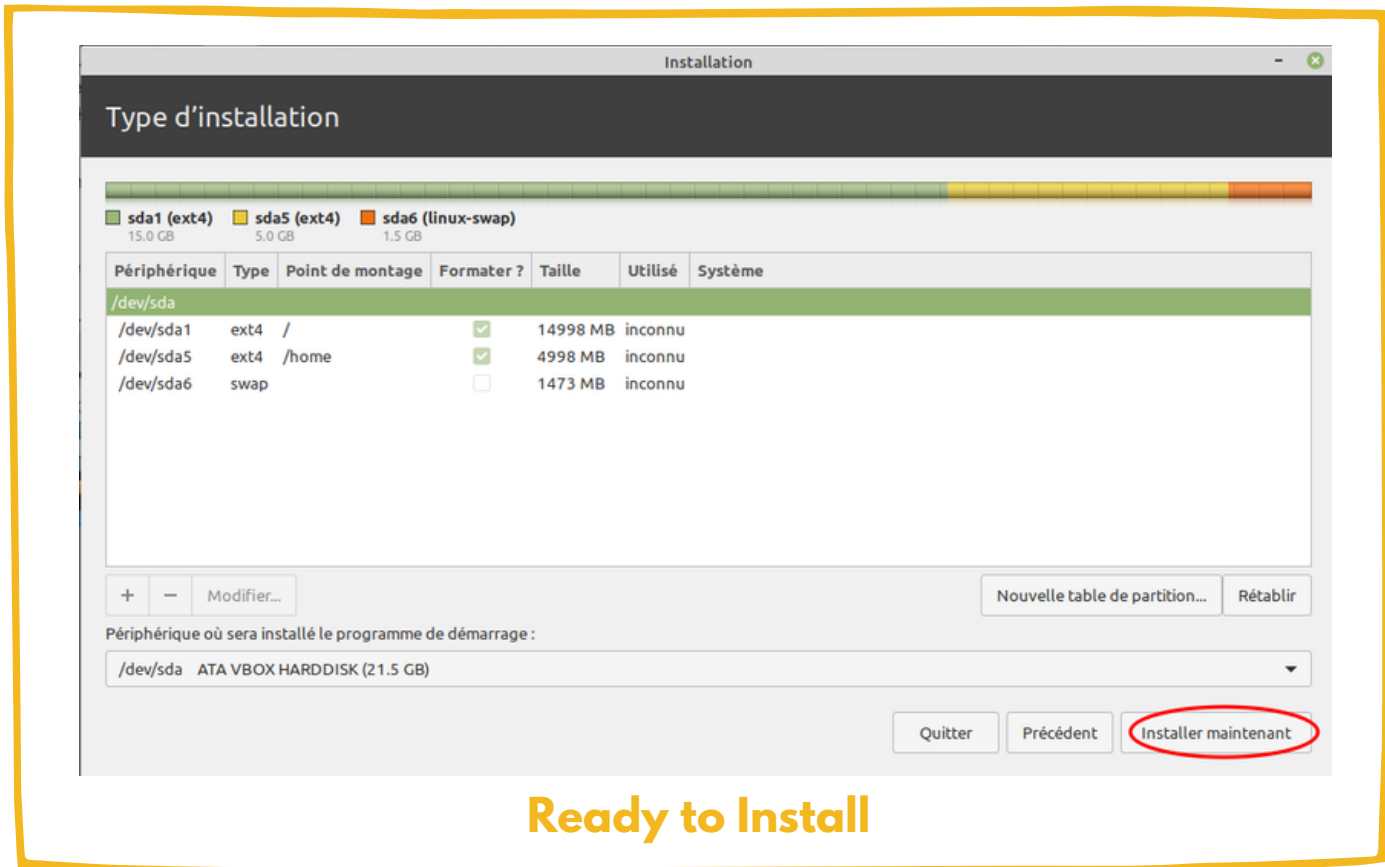 Installation
Type d'installation
sda1 (ext4) sda5 (ext4) sda6 (linux-swap)
15.0 GB 5.0 GB 1.5 GB
Périphérique Type Point de montage Formater ? Taille Utilisé Système
/dev/sda
/dev/sda1 ext4 / 14998 MB inconnu
/dev/sda5 ext4 /home 4998 MB inconnu
/dev/sda6 swap 1473 MB inconnu
+ − Modifier... Nouvelle table de partition... Rétablir
Périphérique où sera installé le programme de démarrage :
/dev/sda ATA VBOX HARDDISK (21.5 GB)
Quitter Précédent Installer maintenant
Ready to Install